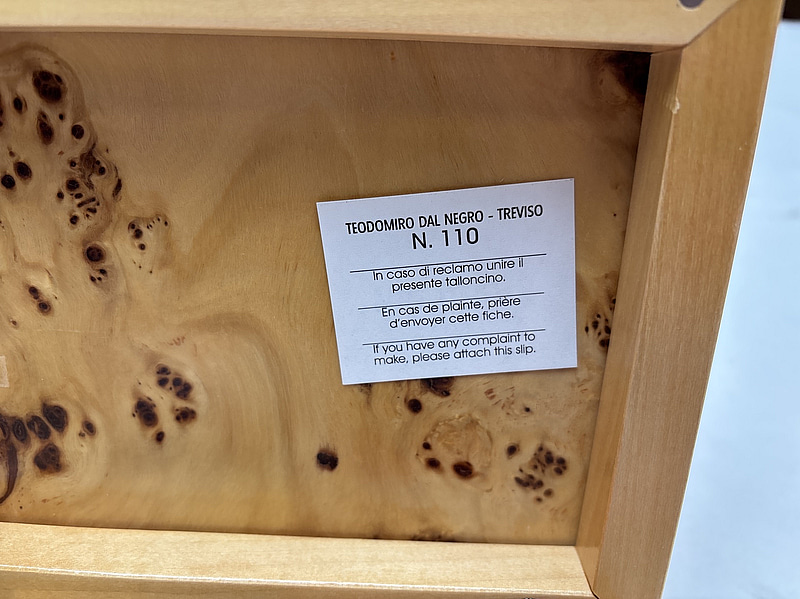 TEODOMIRO DAL NEGRO - TREVISO
N. 110
In caso di reclamo unire il
presente talloncino.
En cas de plainte, prière
d'envoyer cette fiche.
If you have any complaint to
make, please attach this slip.